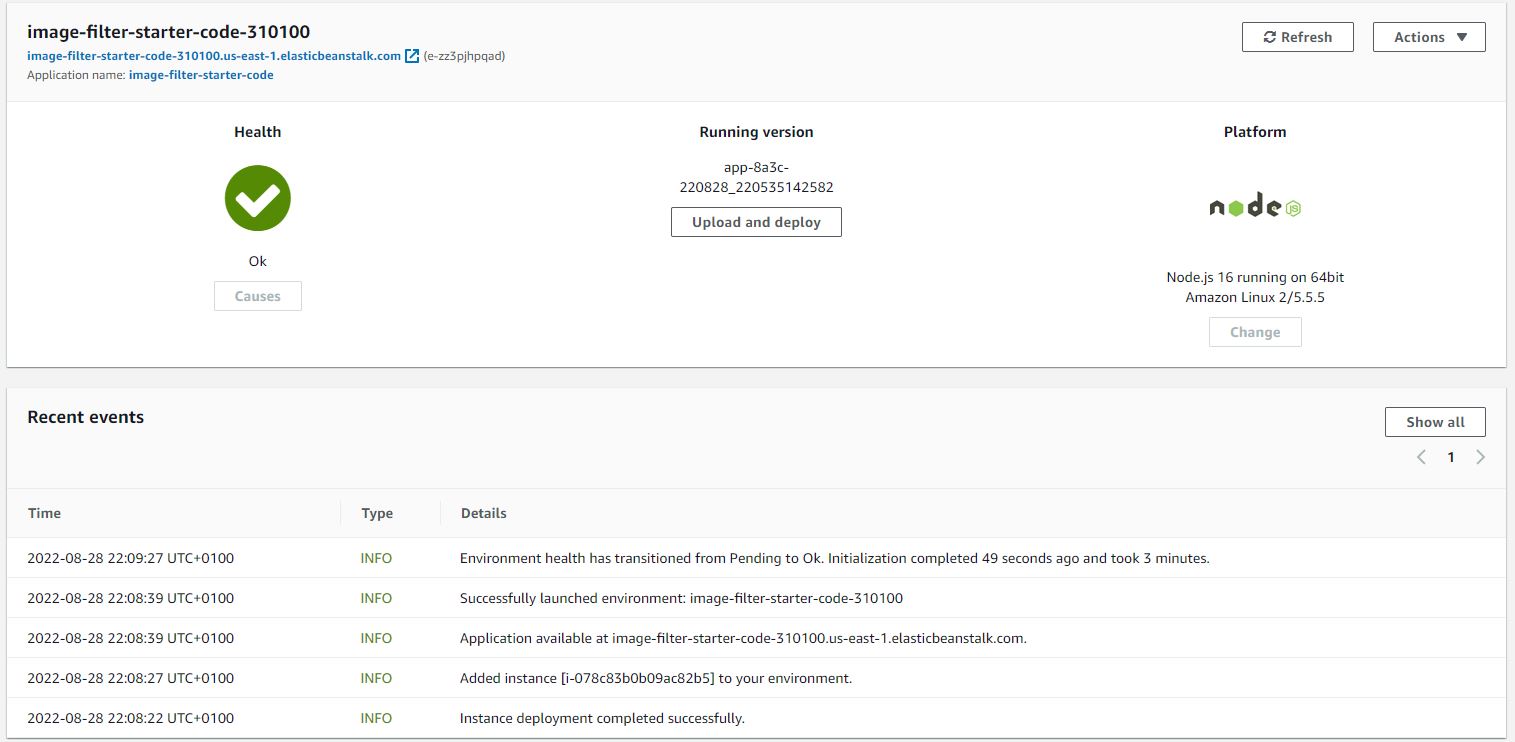 image-filter-starter-code-310100
Refresh
Actions
image-filter-starter-code-310100.us-east-1.elasticbeanstalk.com (e-zz3pjhpqad)
Application name: image-filter-starter-code
Health
Running version
Platform
app-8a3c-
220828_220535142582
Upload and deploy
node JS
Ok
Causes
Node.js 16 running on 64bit
Amazon Linux 2/5.5.5
Change
Recent events
Show all
1
Time Type Details
2022-08-28 22:09:27 UTC+0100 INFO Environment health has transitioned from Pending to Ok. Initialization completed 49 seconds ago and took 3 minutes.
2022-08-28 22:08:39 UTC+0100 INFO Successfully launched environment: image-filter-starter-code-310100
2022-08-28 22:08:39 UTC+0100 INFO Application available at image-filter-starter-code-310100.us-east-1.elasticbeanstalk.com.
2022-08-28 22:08:27 UTC+0100 INFO Added instance [i-078c83b0b09ac82b5] to your environment.
2022-08-28 22:08:22 UTC+0100 INFO Instance deployment completed successfully.